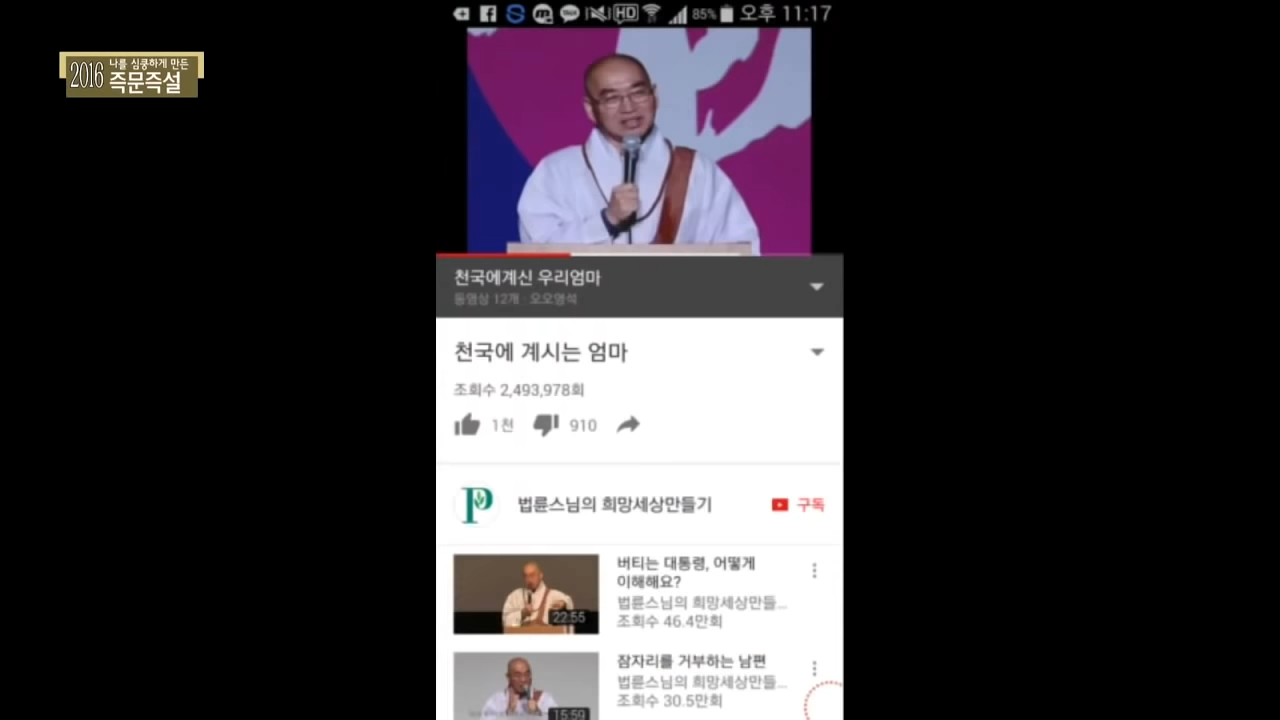 HD 85% 오후 11:17
나를 심쿵하게 만든
2016 즉문즉설
천국에계신 우리엄마
동영상 12개 · 오오영석
천국에 계시는 엄마
조회수 2,493,978회
1천 910
P 법륜스님의 희망세상만들기 구독
버티는 대통령, 어떻게
이해해요?
법륜스님의 희망세상만들...
조회수 46.4만회
22:55
잠자리를 거부하는 남편
법륜스님의 희망세상만들...
조회수 30.5만회
15:59